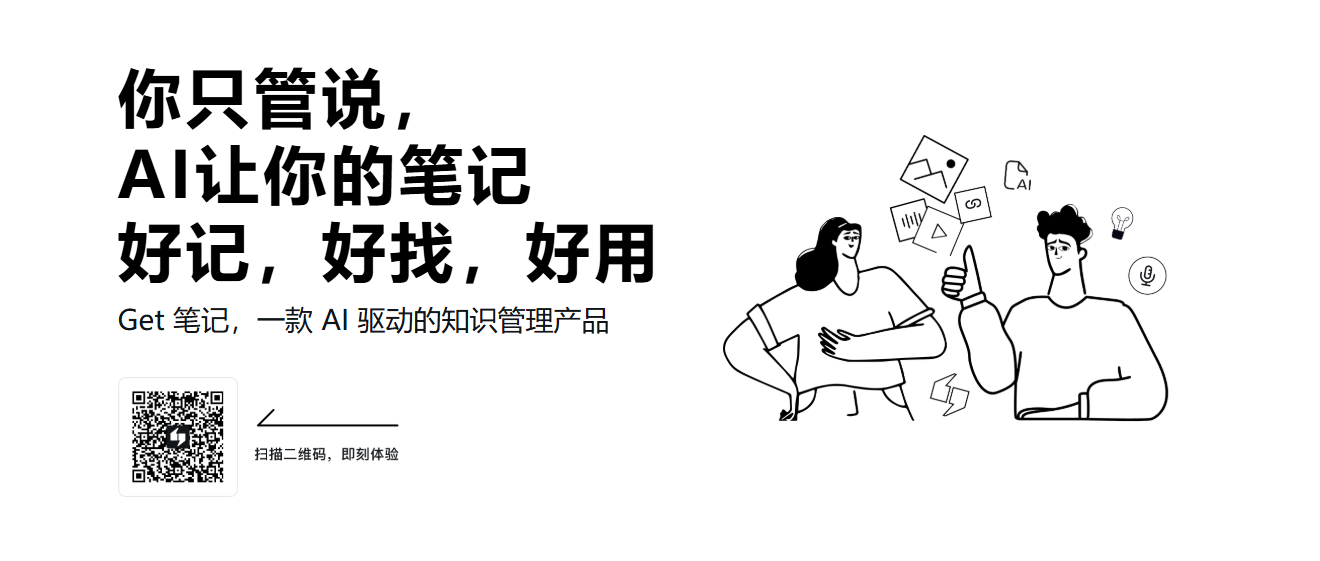 你只管说，
AI让你的笔记
好记，好找，好用
Get 笔记，一款 AI 驱动的知识管理产品
扫描二维码，即刻体验
AI